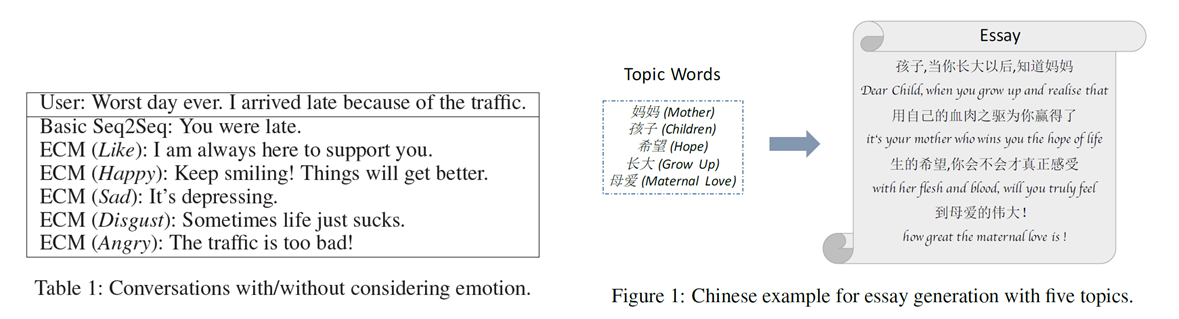 User: Worst day ever. I arrived late because of the traffic.
Basic Seq2Seq: You were late.
ECM (Like): I am always here to support you.
ECM (Happy): Keep smiling! Things will get better.
ECM (Sad): It's depressing.
ECM (Disgust): Sometimes life just sucks.
ECM (Angry): The traffic is too bad!
Table 1: Conversations with/without considering emotion.
Topic Words
妈妈 (Mother)
孩子 (Children)
希望 (Hope)
长大 (Grow Up)
母爱 (Maternal Love)
Essay
孩子,当你长大以后,知道妈妈
Dear Child, when you grow up and realise that
用自己的血肉之驱为你赢得了
it's your mother who wins you the hope of life
生的希望,你会不会才真正感受
with her flesh and blood, will you truly feel
到母爱的伟大!
how great the maternal love is !
Figure 1: Chinese example for essay generation with five topics.